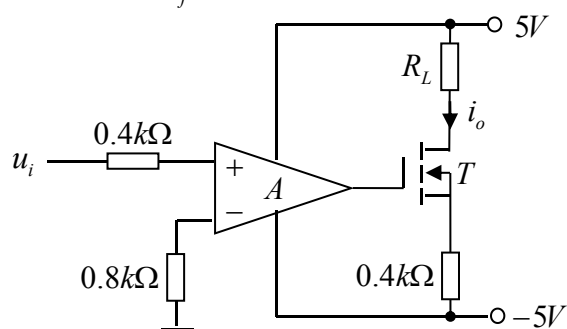 f
5V
R_L
i_o
0.4kΩ
u_i
+
A
T
−
0.8kΩ
0.4kΩ
−5V